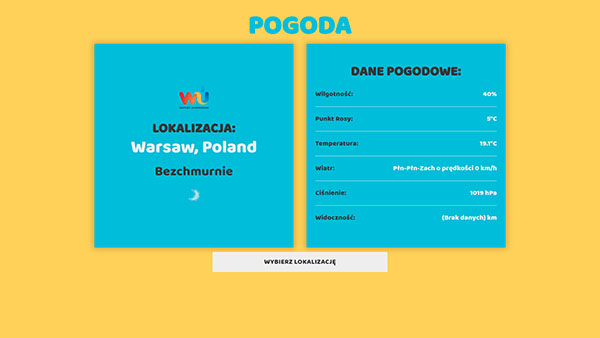 POGODA
LOKALIZACJA:
Warsaw, Poland
Bezchmurnie
DANE POGODOWE:
Wilgotność: 40%
Punkt Rosy: 5°C
Temperatura: 19.1°C
Wiatr: Płn-Płn-Zach o prędkości 0 km/h
Ciśnienie: 1019 hPa
Widoczność: (Brak danych) km
WYBIERZ LOKALIZACJĘ